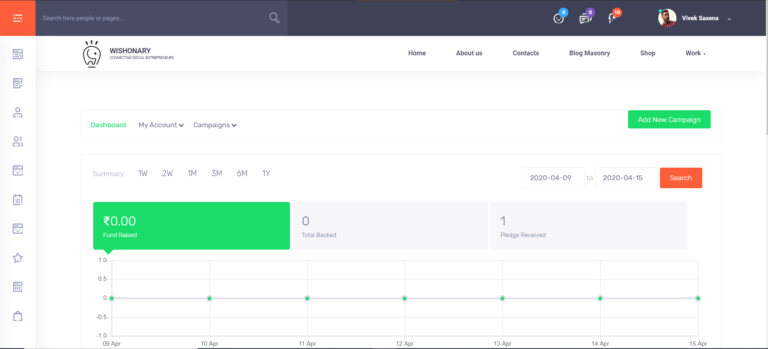 Search here people or pages...
8
0
10
Vivek Saxena
WISHONARY
CONNECTING SOCIAL ENTREPRENEURS
Home
About us
Contacts
Blog Masonry
Shop
Work
Dashboard
My Account
Campaigns
Add New Campaign
Summary
1W
2W
1M
3M
6M
1Y
2020-04-09
to
2020-04-15
Search
₹0.00
Fund Raised
0
Total Backed
1
Pledge Received
1.0
0.5
0
-0.5
-1.0
09 Apr
10 Apr
11 Apr
12 Apr
13 Apr
14 Apr
15 Apr